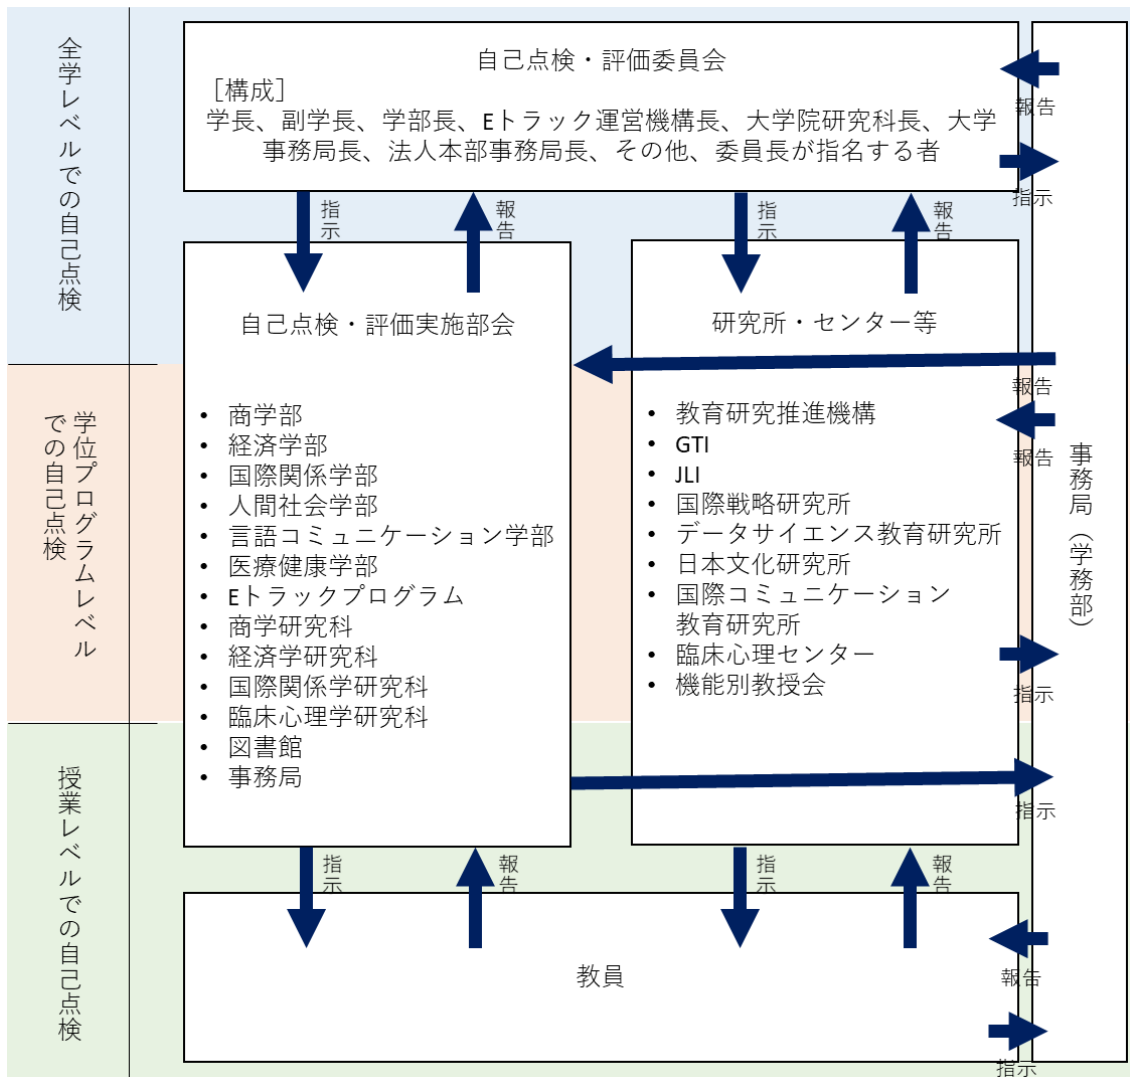 全学レベルでの自己点検
自己点検・評価委員会
［構成］
学長、副学長、学部長、Eトラック運営機構長、大学院研究科長、大学
事務局長、法人本部事務局長、その他、委員長が指名する者
報告
指示
指示
報告
指示
報告
自己点検・評価実施部会
研究所・センター等
学位プログラムレベル
での自己点検
• 商学部
• 経済学部
• 国際関係学部
• 人間社会学部
• 言語コミュニケーション学部
• 医療健康学部
• Eトラックプログラム
• 商学研究科
• 経済学研究科
• 国際関係学研究科
• 臨床心理学研究科
• 図書館
• 事務局
• 教育研究推進機構
• GTI
• JLI
• 国際戦略研究所
• データサイエンス教育研究所
• 日本文化研究所
• 国際コミュニケーション
教育研究所
• 臨床心理センター
• 機能別教授会
報告
報告
事務局（学務部）
指示
指示
授業レベルでの自己点検
指示
報告
指示
報告
教員
報告
指示